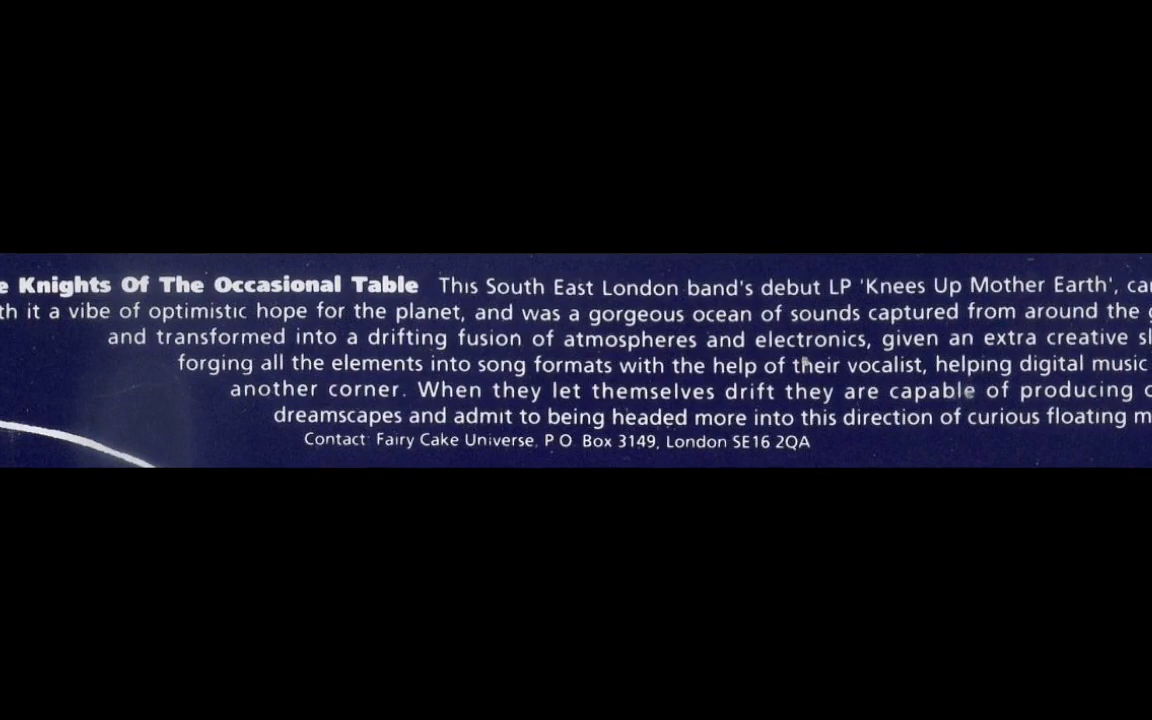 e Knights Of The Occasional Table This South East London band's debut LP 'Knees Up Mother Earth', ca
th it a vibe of optimistic hope for the planet, and was a gorgeous ocean of sounds captured from around the g
and transformed into a drifting fusion of atmospheres and electronics, given an extra creative sl
forging all the elements into song formats with the help of their vocalist, helping digital music
another corner. When they let themselves drift they are capable of producing c
dreamscapes and admit to being headed more into this direction of curious floating m
Contact: Fairy Cake Universe, P.O. Box 3149, London SE16 2QA